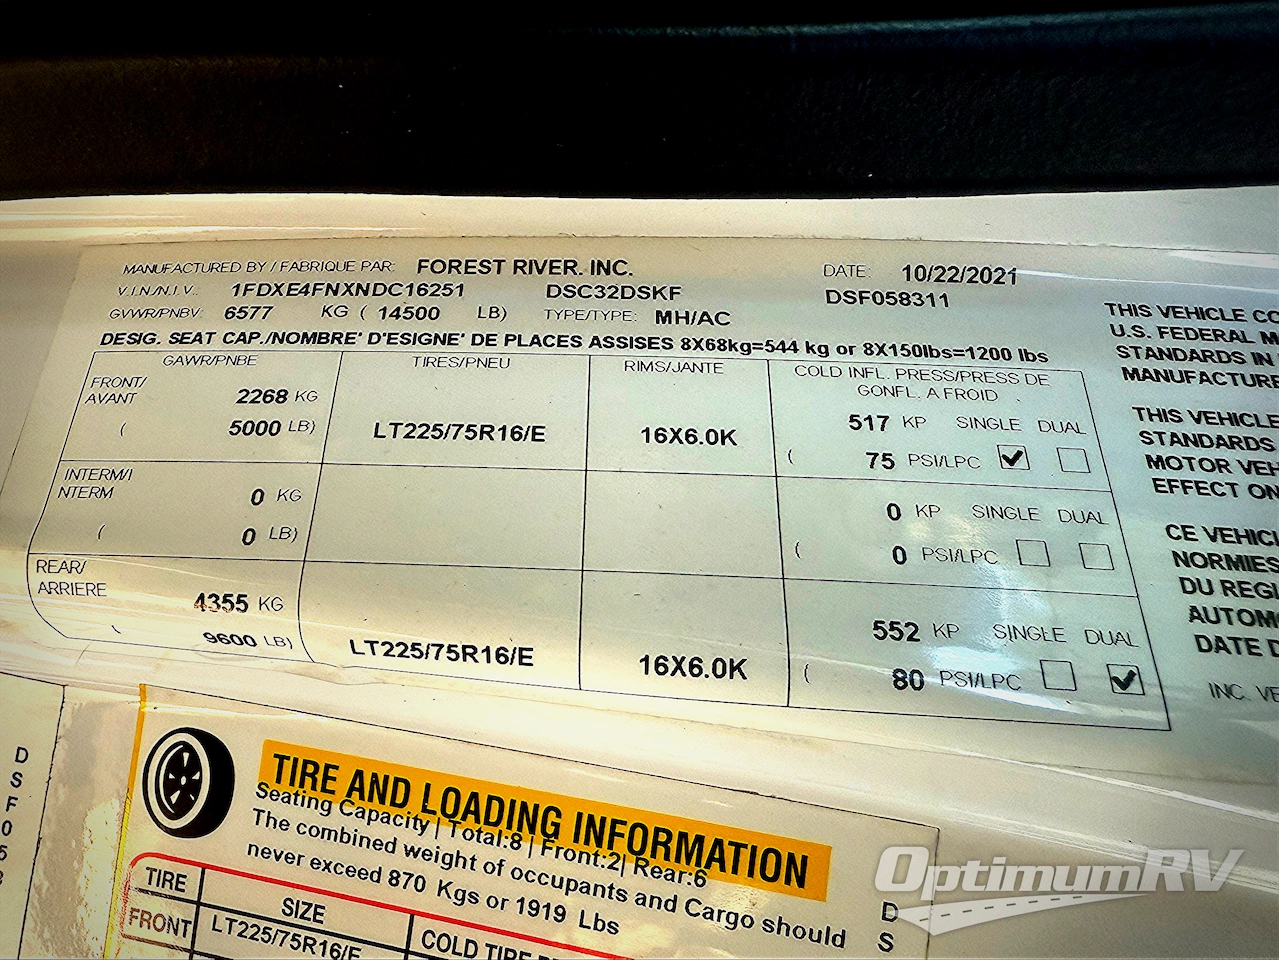 MANUFACTURED BY / FABRIQUE PAR: FOREST RIVER. INC. DATE: 10/22/2021
V.I.N./N.I.V.: 1FDXE4FNXNDC16251 DSC32DSKF DSF058311
GVWR/PNBV: 6577 KG ( 14500 LB) TYPE/TYPE: MH/AC
DESIG. SEAT CAP./NOMBRE' D'ESIGNE' DE PLACES ASSISES 8X68kg=544 kg or 8X150lbs=1200 lbs
GAWR/PNBE TIRES/PNEU RIMS/JANTE COLD INFL. PRESS/PRESS DE
GONFL. A FROID
FRONT/
AVANT 2268 KG 517 KP SINGLE DUAL
( 5000 LB) LT225/75R16/E 16X6.0K ( 75 PSI/LPC
INTERM/I
NTERM 0 KG 0 KP SINGLE DUAL
( 0 LB) ( 0 PSI/LPC
REAR/
ARRIERE 4355 KG 552 KP SINGLE DUAL
( 9600 LB) LT225/75R16/E 16X6.0K ( 80 PSI/LPC
THIS VEHICLE CO
U.S. FEDERAL M
STANDARDS IN
MANUFACTURE
THIS VEHICLE
STANDARDS
MOTOR VEH
EFFECT ON
CE VEHICU
NORMES
DU REGL
AUTOMO
DATE D
INC. VE
TIRE AND LOADING INFORMATION
Seating Capacity | Total:8 | Front:2| Rear:6
The combined weight of occupants and Cargo should
never exceed 870 Kgs or 1919 Lbs
TIRE SIZE COLD TIRE
FRONT LT225/75R16/E
D
S
F
0
5
D
S
OptimumRV